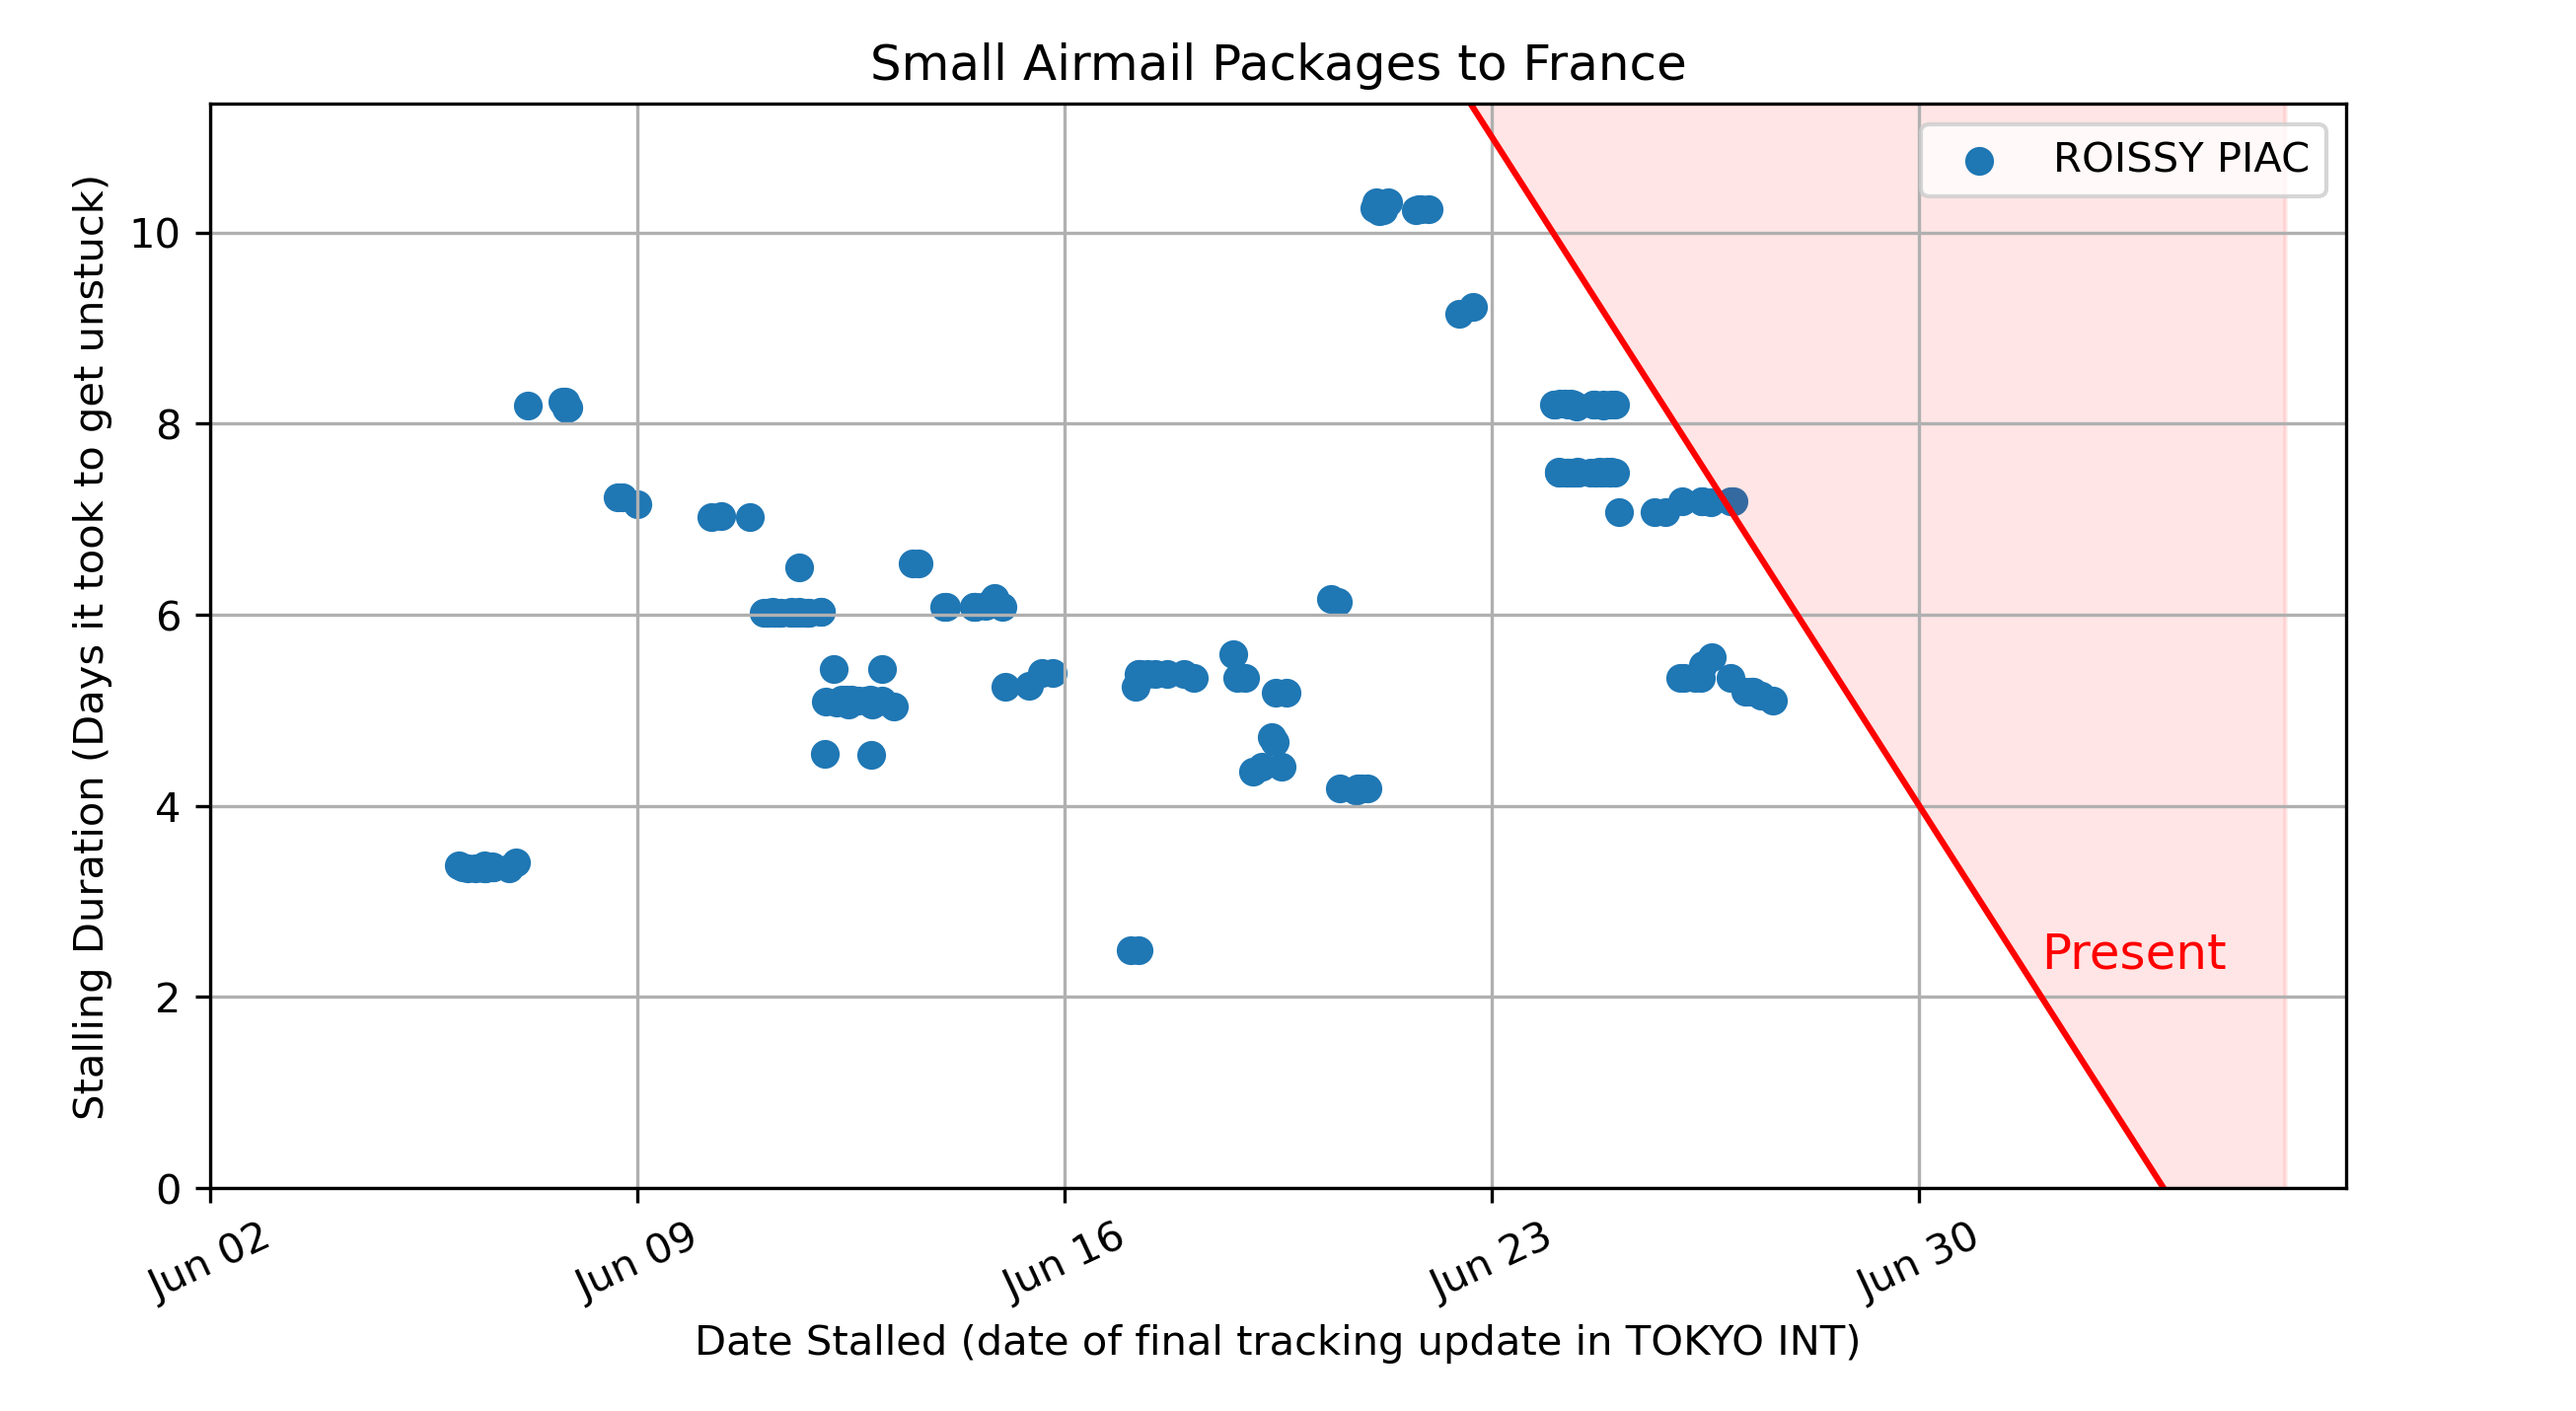 Small Airmail Packages to France
ROISSY PIAC
Stalling Duration (Days it took to get unstuck)
10
8
6
4
2
0
Present
Jun 02
Jun 09
Jun 16
Jun 23
Jun 30
Date Stalled (date of final tracking update in TOKYO INT)